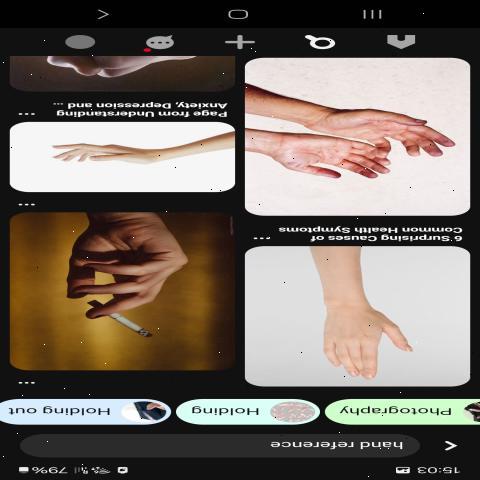 15:03 79%
hand reference
Photography Holding Holding out
6 Surprising Causes of
Common Health Symptoms
Page from Understanding
Anxiety, Depression and ...